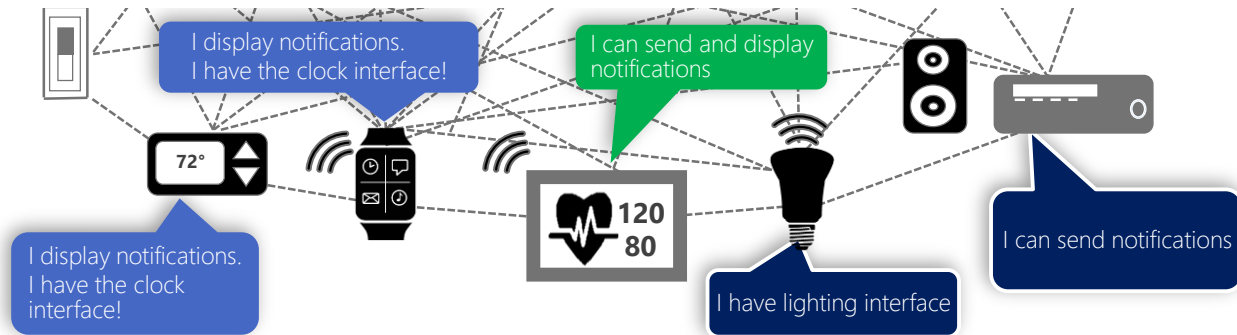 I display notifications.
I have the clock interface!
I can send and display
notifications
72°
120
80
I display notifications.
I have the clock
interface!
I have lighting interface
I can send notifications